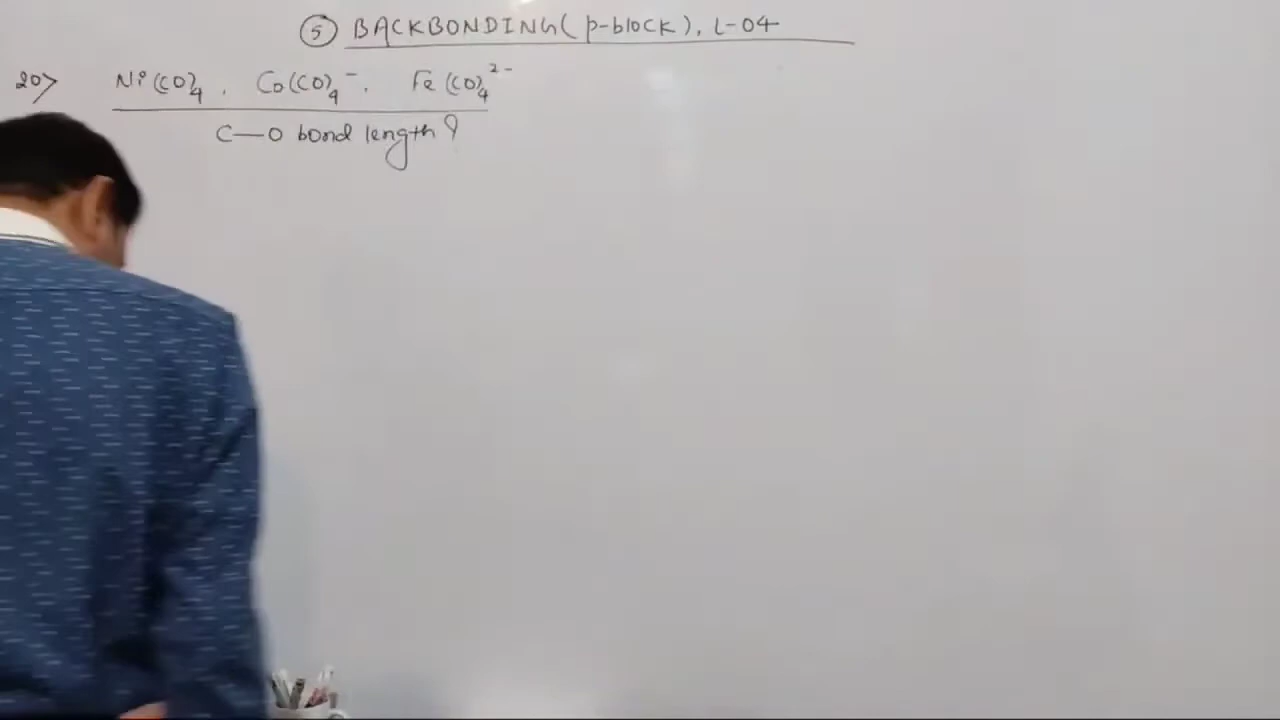 ⑤ BACKBONDING (p-block), L-04
20> Ni(CO)₄, Co(CO)₄⁻, Fe(CO)₄²⁻
C—O bond length?